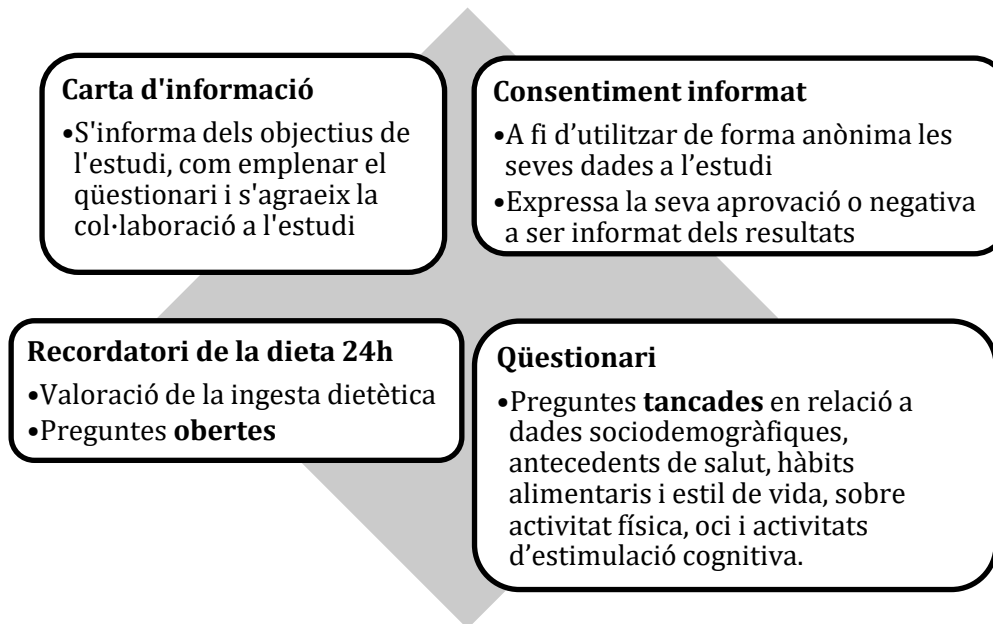 Carta d'informació
•S'informa dels objectius de
l'estudi, com emplenar el
qüestionari i s'agraeix la
col·laboració a l'estudi
Consentiment informat
•A fi d’utilitzar de forma anònima les
seves dades a l’estudi
•Expressa la seva aprovació o negativa
a ser informat dels resultats
Recordatori de la dieta 24h
•Valoració de la ingesta dietètica
•Preguntes obertes
Qüestionari
•Preguntes tancades en relació a
dades sociodemogràfiques,
antecedents de salut, hàbits
alimentaris i estil de vida, sobre
activitat física, oci i activitats
d’estimulació cognitiva.